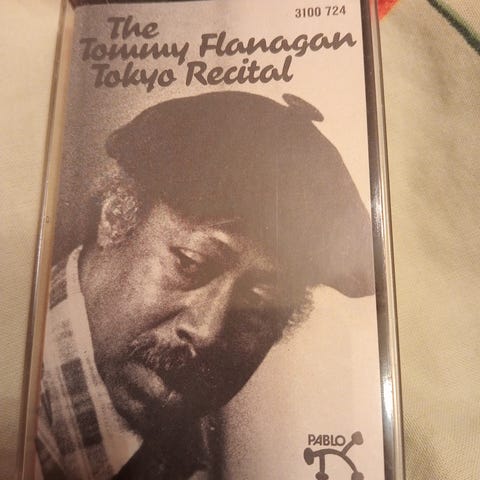 3100 724
The
Tommy Flanagan
Tokyo Recital
PABLO